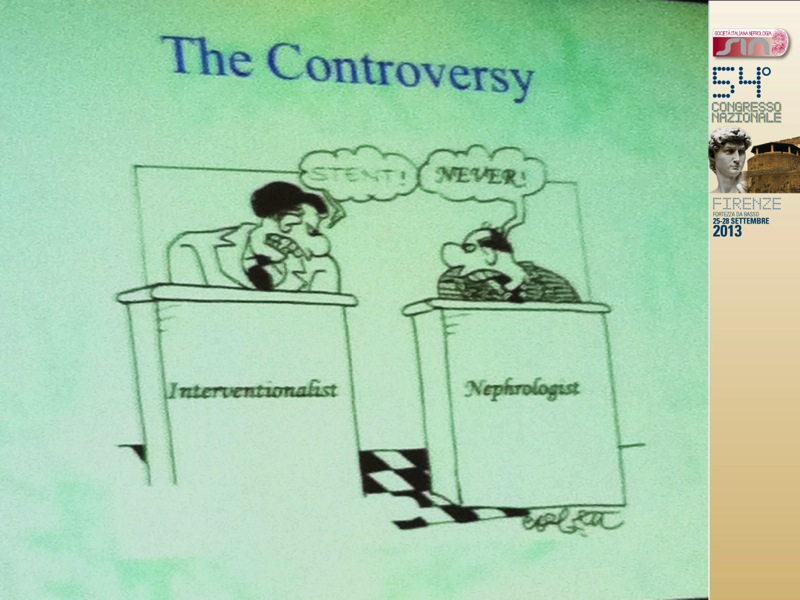 The Controversy
STENT!
NEVER!
Interventionalist
Nephrologist
SOCIETÀ ITALIANA NEFROLOGIA
SIN
54°
CONGRESSO
NAZIONALE
FIRENZE
FORTEZZA DA BASSO
25-28 SETTEMBRE
2013